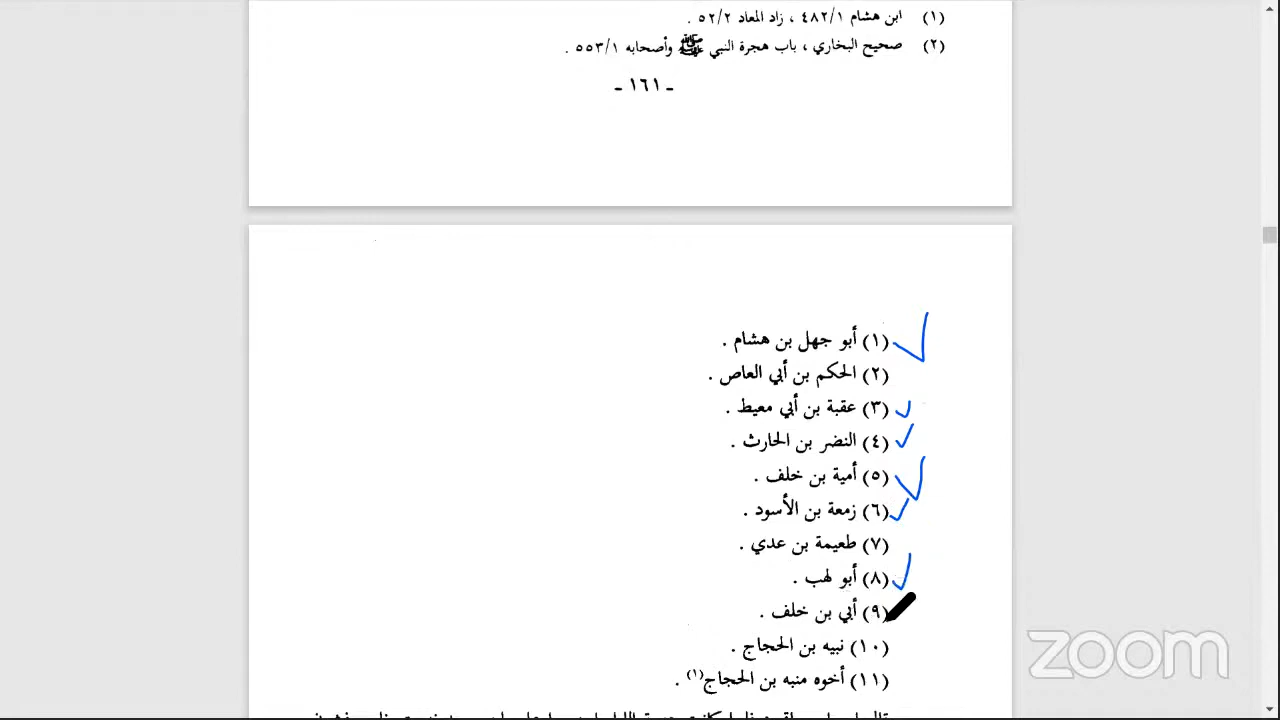 (١) ابن هشام ٤٨٢/١ ، زاد المعاد ٥٢/٢ .
(٢) صحيح البخاري ، باب هجرة النبي ﷺ وأصحابه ٥٥٣/١ .
- ١٦١ -
(١) أبو جهل بن هشام .
(٢) الحكم بن أبي العاص .
(٣) عقبة بن أبي معيط .
(٤) النضر بن الحارث .
(٥) أمية بن خلف .
(٦) زمعة بن الأسود .
(٧) طعيمة بن عدي .
(٨) أبو لهب .
(٩) أبي بن خلف .
(١٠) نبيه بن الحجاج .
(١١) أخوه منبه بن الحجاج(١) .
zoom